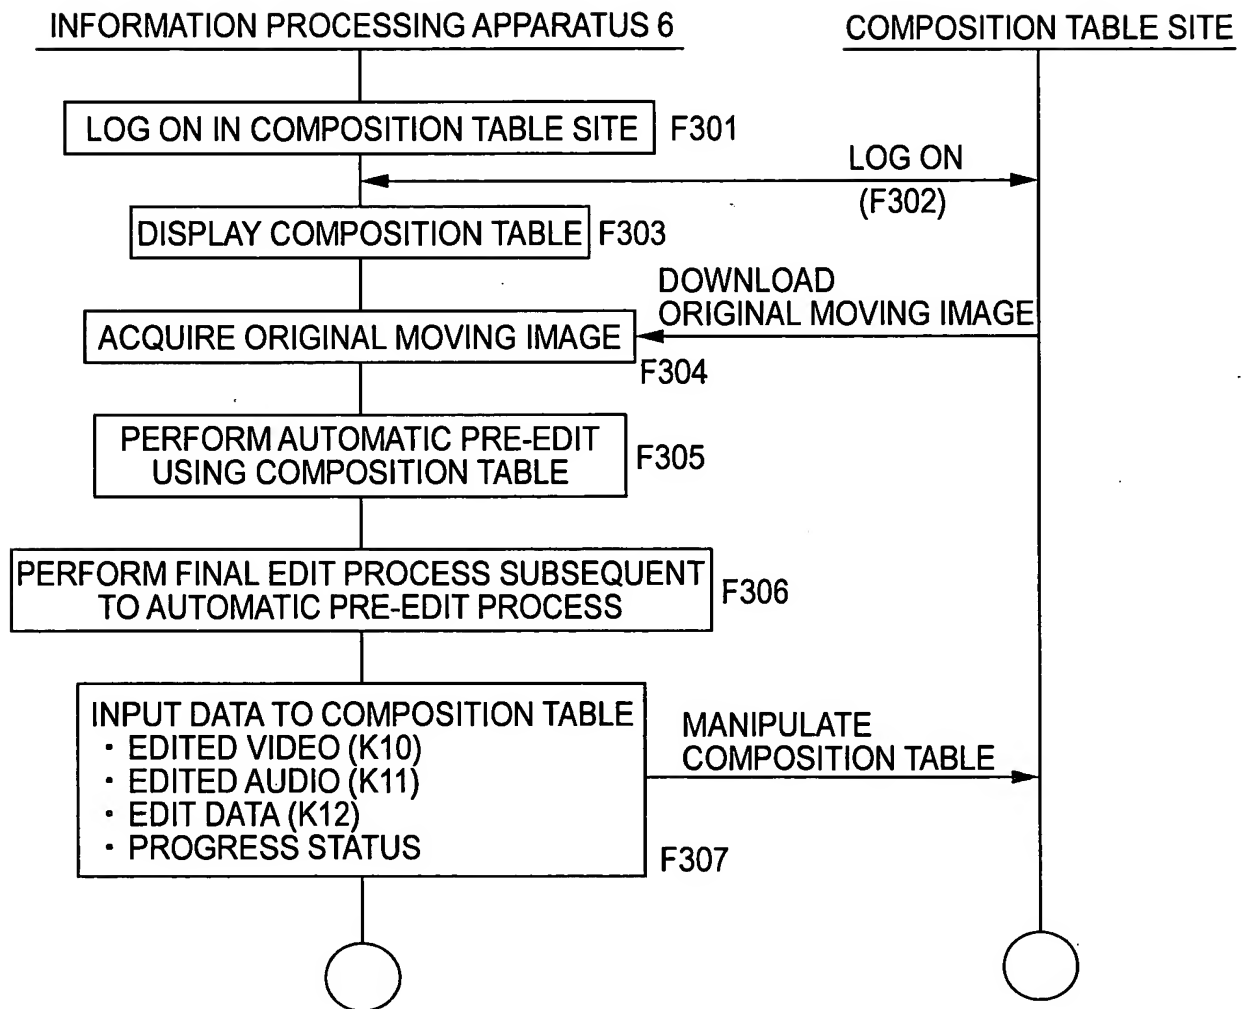 INFORMATION PROCESSING APPARATUS 6
COMPOSITION TABLE SITE
LOG ON IN COMPOSITION TABLE SITE
F301
LOG ON
(F302)
DISPLAY COMPOSITION TABLE
F303
DOWNLOAD
ORIGINAL MOVING IMAGE
ACQUIRE ORIGINAL MOVING IMAGE
F304
PERFORM AUTOMATIC PRE-EDIT
USING COMPOSITION TABLE
F305
PERFORM FINAL EDIT PROCESS SUBSEQUENT
TO AUTOMATIC PRE-EDIT PROCESS
F306
INPUT DATA TO COMPOSITION TABLE
・ EDITED VIDEO (K10)
・ EDITED AUDIO (K11)
・ EDIT DATA (K12)
・ PROGRESS STATUS
F307
MANIPULATE
COMPOSITION TABLE